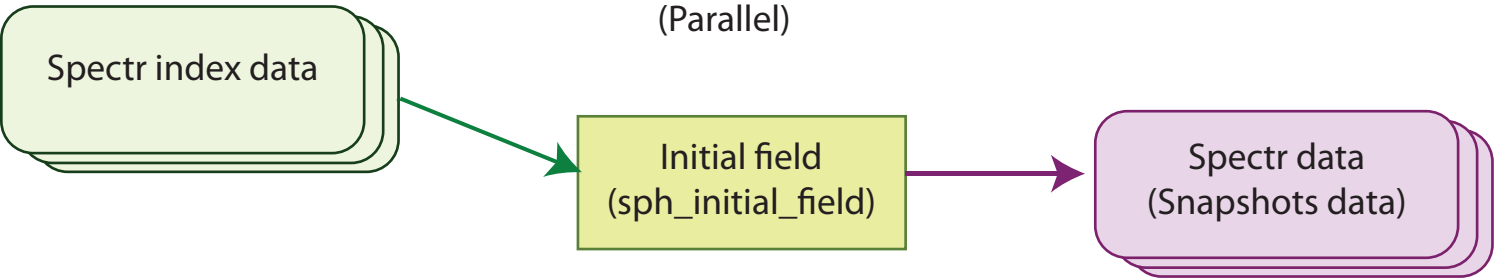 (Parallel)
Spectr index data
Initial field
(sph_initial_field)
Spectr data
(Snapshots data)